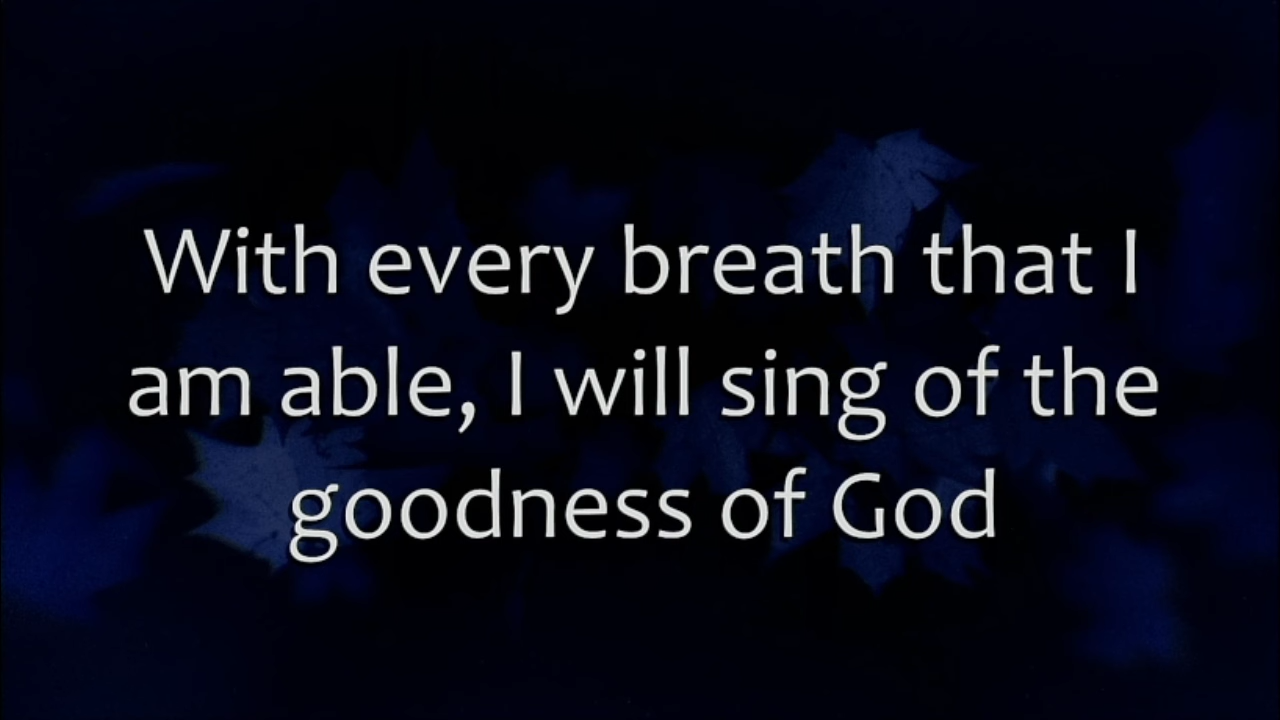 With every breath that I
am able, I will sing of the
goodness of God